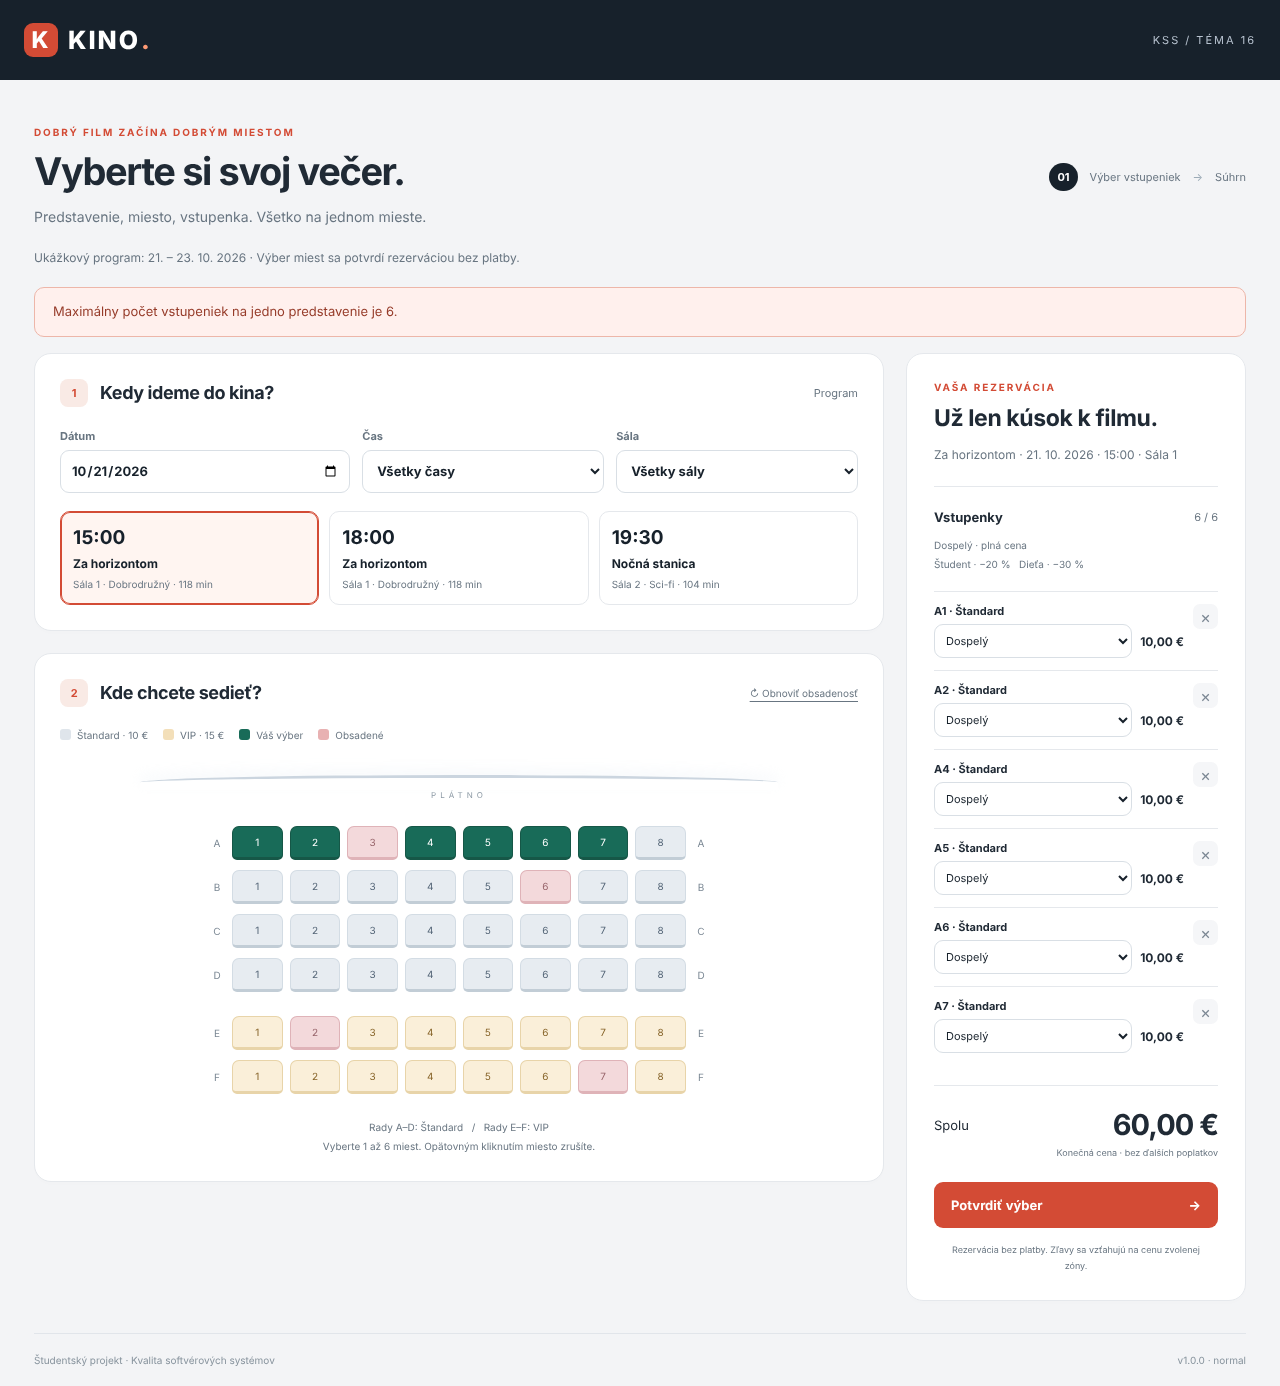 K KINO.
KSS / TÉMA 16
DOBRÝ FILM ZAČÍNA DOBRÝM MIESTOM
Vyberte si svoj večer.
01 Výber vstupeniek → Súhrn
Predstavenie, miesto, vstupenka. Všetko na jednom mieste.
Ukážkový program: 21. – 23. 10. 2026 · Výber miest sa potvrdí rezerváciou bez platby.
Maximálny počet vstupeniek na jedno predstavenie je 6.
1 Kedy ideme do kina?
Program
Dátum Čas Sála
10/21/2026 Všetky časy Všetky sály
15:00
Za horizontom
Sála 1 · Dobrodružný · 118 min
18:00
Za horizontom
Sála 1 · Dobrodružný · 118 min
19:30
Nočná stanica
Sála 2 · Sci-fi · 104 min
2 Kde chcete sedieť?
↻ Obnoviť obsadenosť
Štandard · 10 € VIP · 15 € Váš výber Obsadené
PLÁTNO
A 1 2 3 4 5 6 7 8 A
B 1 2 3 4 5 6 7 8 B
C 1 2 3 4 5 6 7 8 C
D 1 2 3 4 5 6 7 8 D
E 1 2 3 4 5 6 7 8 E
F 1 2 3 4 5 6 7 8 F
Rady A–D: Štandard / Rady E–F: VIP
Vyberte 1 až 6 miest. Opätovným kliknutím miesto zrušíte.
VAŠA REZERVÁCIA
Už len kúsok k filmu.
Za horizontom · 21. 10. 2026 · 15:00 · Sála 1
Vstupenky 6 / 6
Dospelý · plná cena
Študent · −20 % Dieťa · −30 %
A1 · Štandard ×
Dospelý 10,00 €
A2 · Štandard ×
Dospelý 10,00 €
A4 · Štandard ×
Dospelý 10,00 €
A5 · Štandard ×
Dospelý 10,00 €
A6 · Štandard ×
Dospelý 10,00 €
A7 · Štandard ×
Dospelý 10,00 €
Spolu 60,00 €
Konečná cena · bez ďalších poplatkov
Potvrdiť výber →
Rezervácia bez platby. Zľavy sa vzťahujú na cenu zvolenej
zóny.
Študentský projekt · Kvalita softvérových systémov
v1.0.0 · normal